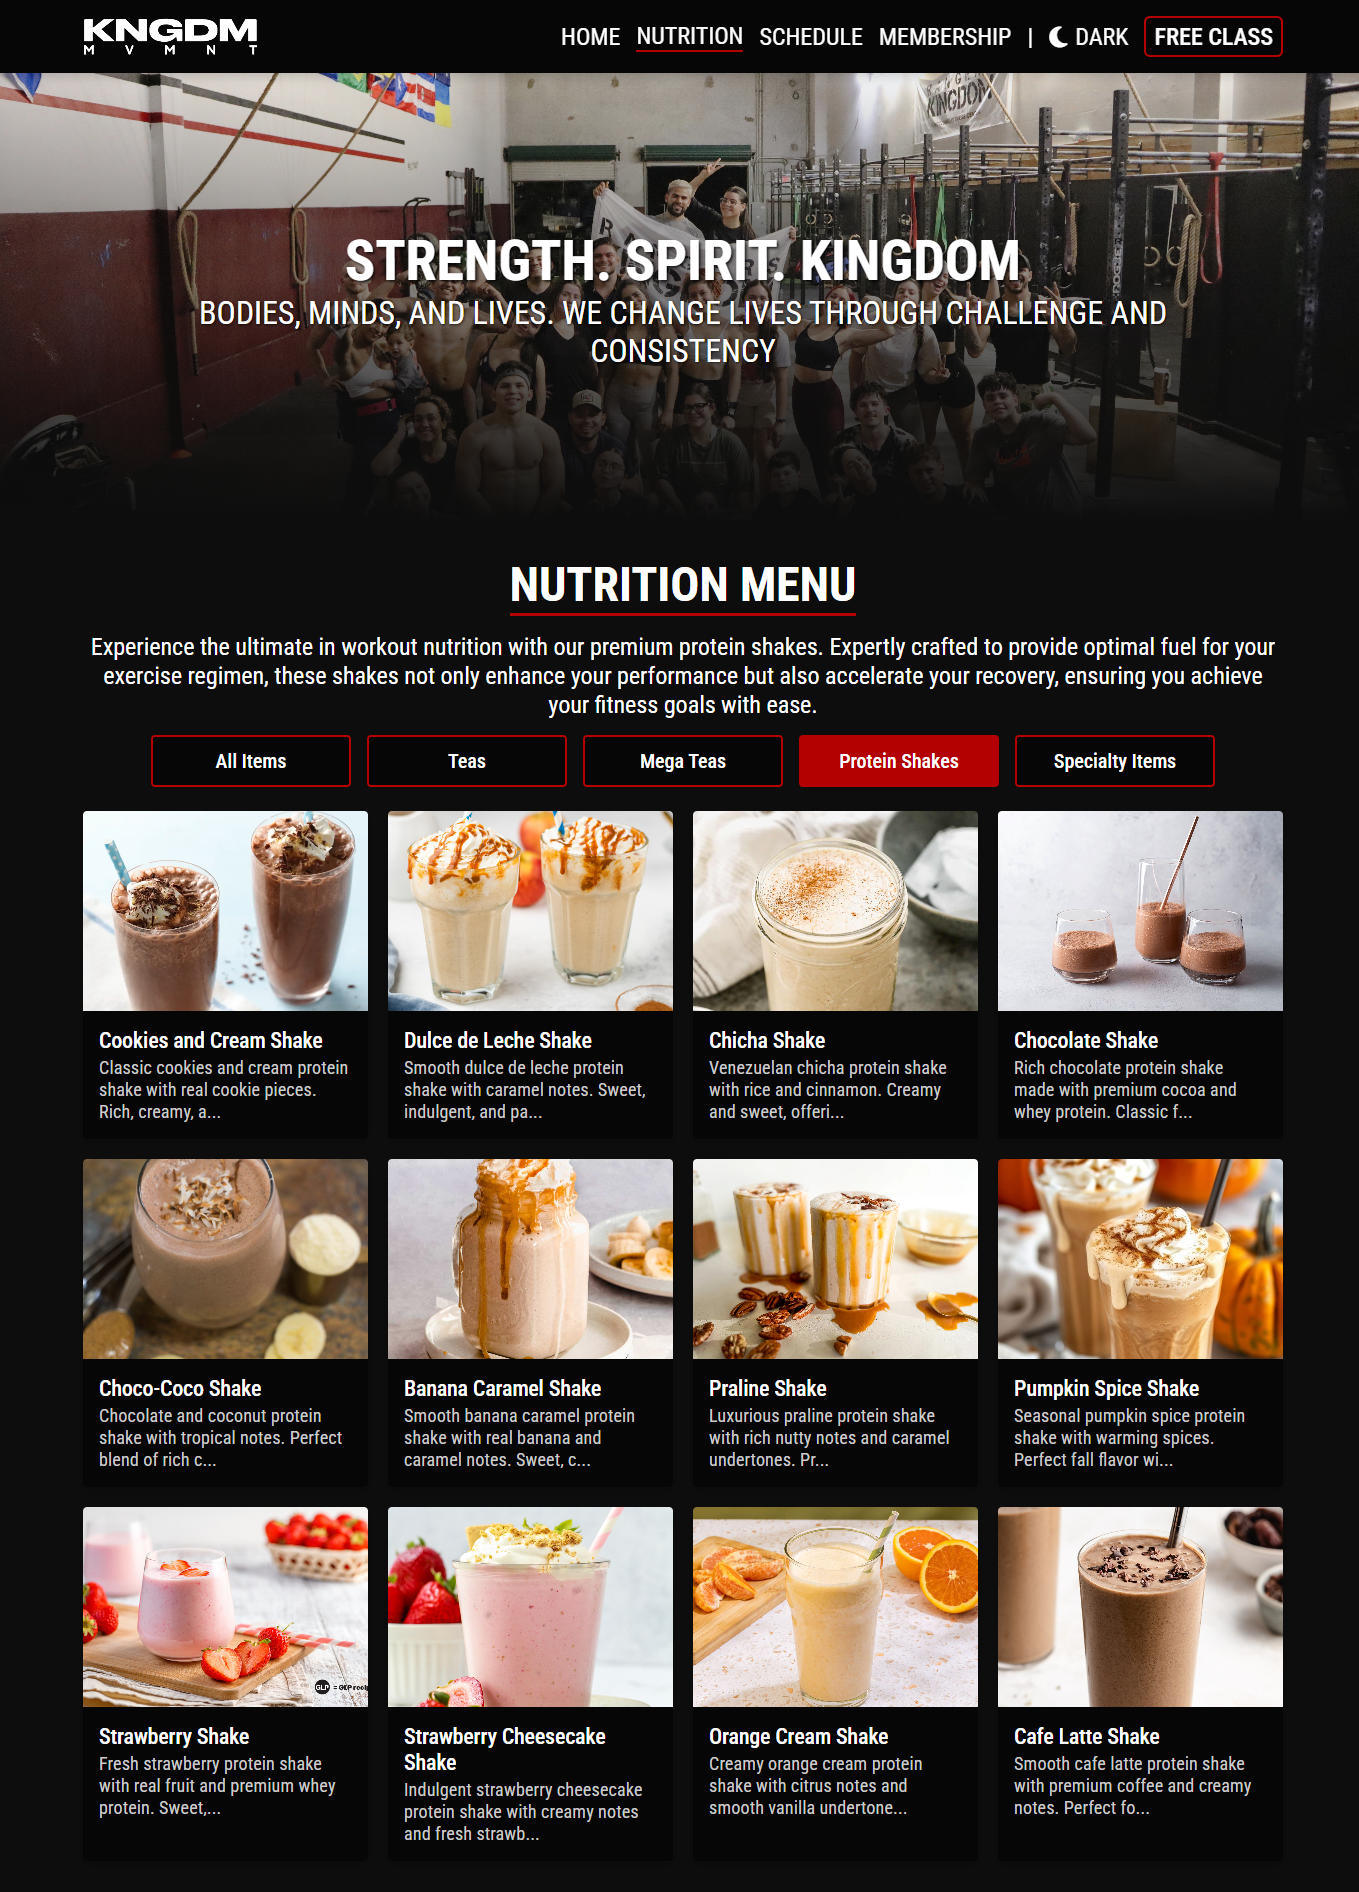 KNGDM
MVMNT
HOME NUTRITION SCHEDULE MEMBERSHIP | DARK FREE CLASS
KINGDOM
STRENGTH. SPIRIT. KINGDOM
BODIES, MINDS, AND LIVES. WE CHANGE LIVES THROUGH CHALLENGE AND
CONSISTENCY
NUTRITION MENU
Experience the ultimate in workout nutrition with our premium protein shakes. Expertly crafted to provide optimal fuel for your
exercise regimen, these shakes not only enhance your performance but also accelerate your recovery, ensuring you achieve
your fitness goals with ease.
All Items
Teas
Mega Teas
Protein Shakes
Specialty Items
Cookies and Cream Shake
Classic cookies and cream protein
shake with real cookie pieces.
Rich, creamy, a...
Dulce de Leche Shake
Smooth dulce de leche protein
shake with caramel notes. Sweet,
indulgent, and pa...
Chicha Shake
Venezuelan chicha protein shake
with rice and cinnamon. Creamy
and sweet, offeri...
Chocolate Shake
Rich chocolate protein shake
made with premium cocoa and
whey protein. Classic f...
Choco-Coco Shake
Chocolate and coconut protein
shake with tropical notes. Perfect
blend of rich c...
Banana Caramel Shake
Smooth banana caramel protein
shake with real banana and
caramel notes. Sweet, c...
Praline Shake
Luxurious praline protein shake
with rich nutty notes and caramel
undertones. Pr...
Pumpkin Spice Shake
Seasonal pumpkin spice protein
shake with warming spices.
Perfect fall flavor wi...
GLP
Strawberry Shake
Fresh strawberry protein shake
with real fruit and premium whey
protein. Sweet,...
Strawberry Cheesecake
Shake
Indulgent strawberry cheesecake
protein shake with creamy notes
and fresh strawb...
Orange Cream Shake
Creamy orange cream protein
shake with citrus notes and
smooth vanilla undertone...
Cafe Latte Shake
Smooth cafe latte protein shake
with premium coffee and creamy
notes. Perfect fo...